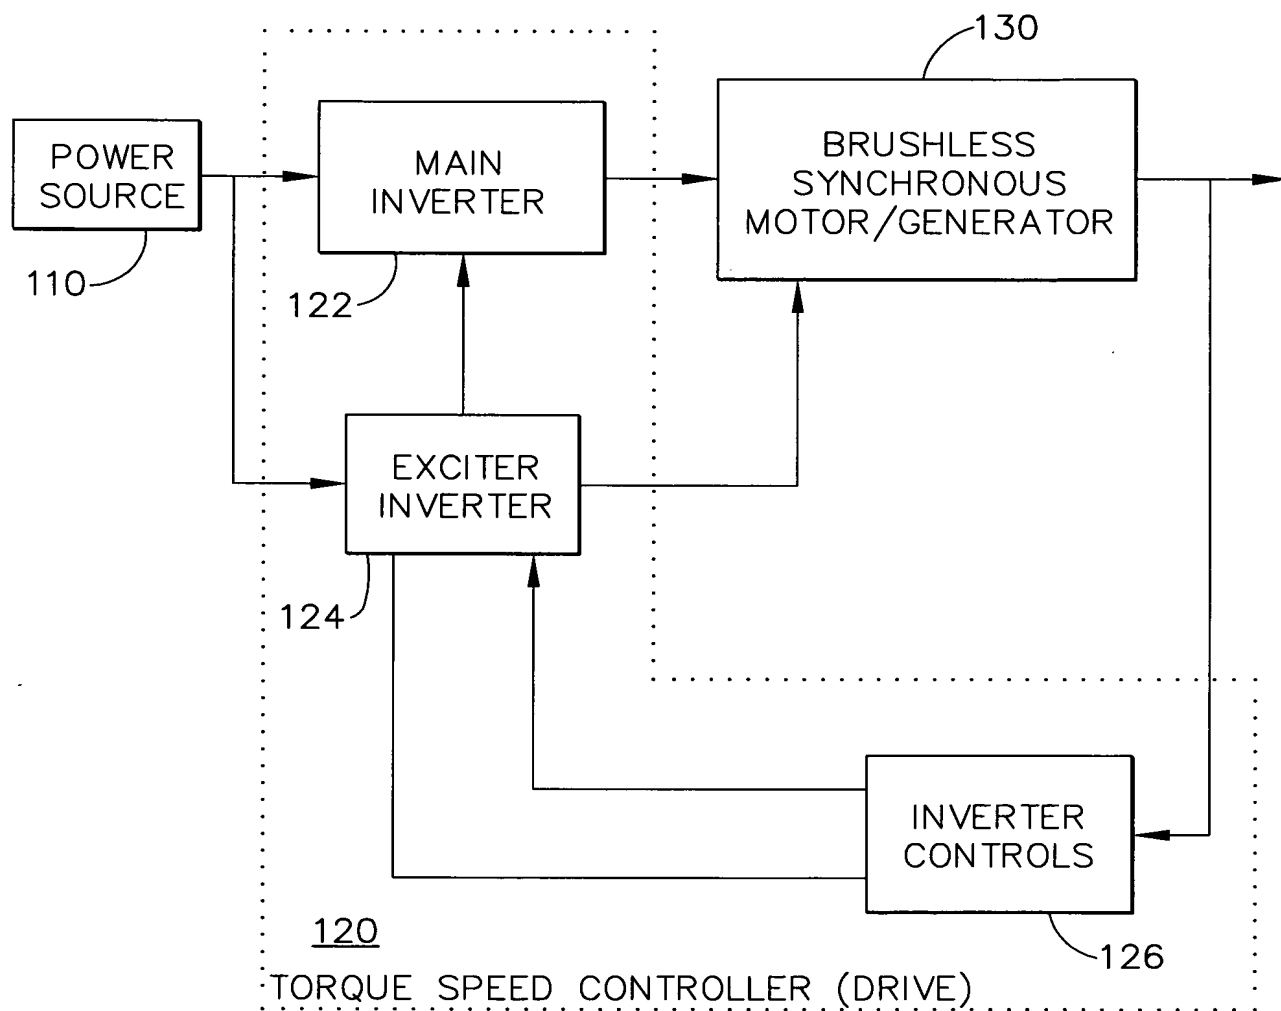 130
POWER
SOURCE
110
MAIN
INVERTER
122
BRUSHLESS
SYNCHRONOUS
MOTOR/GENERATOR
EXCITER
INVERTER
124
INVERTER
CONTROLS
126
120
TORQUE SPEED CONTROLLER (DRIVE)